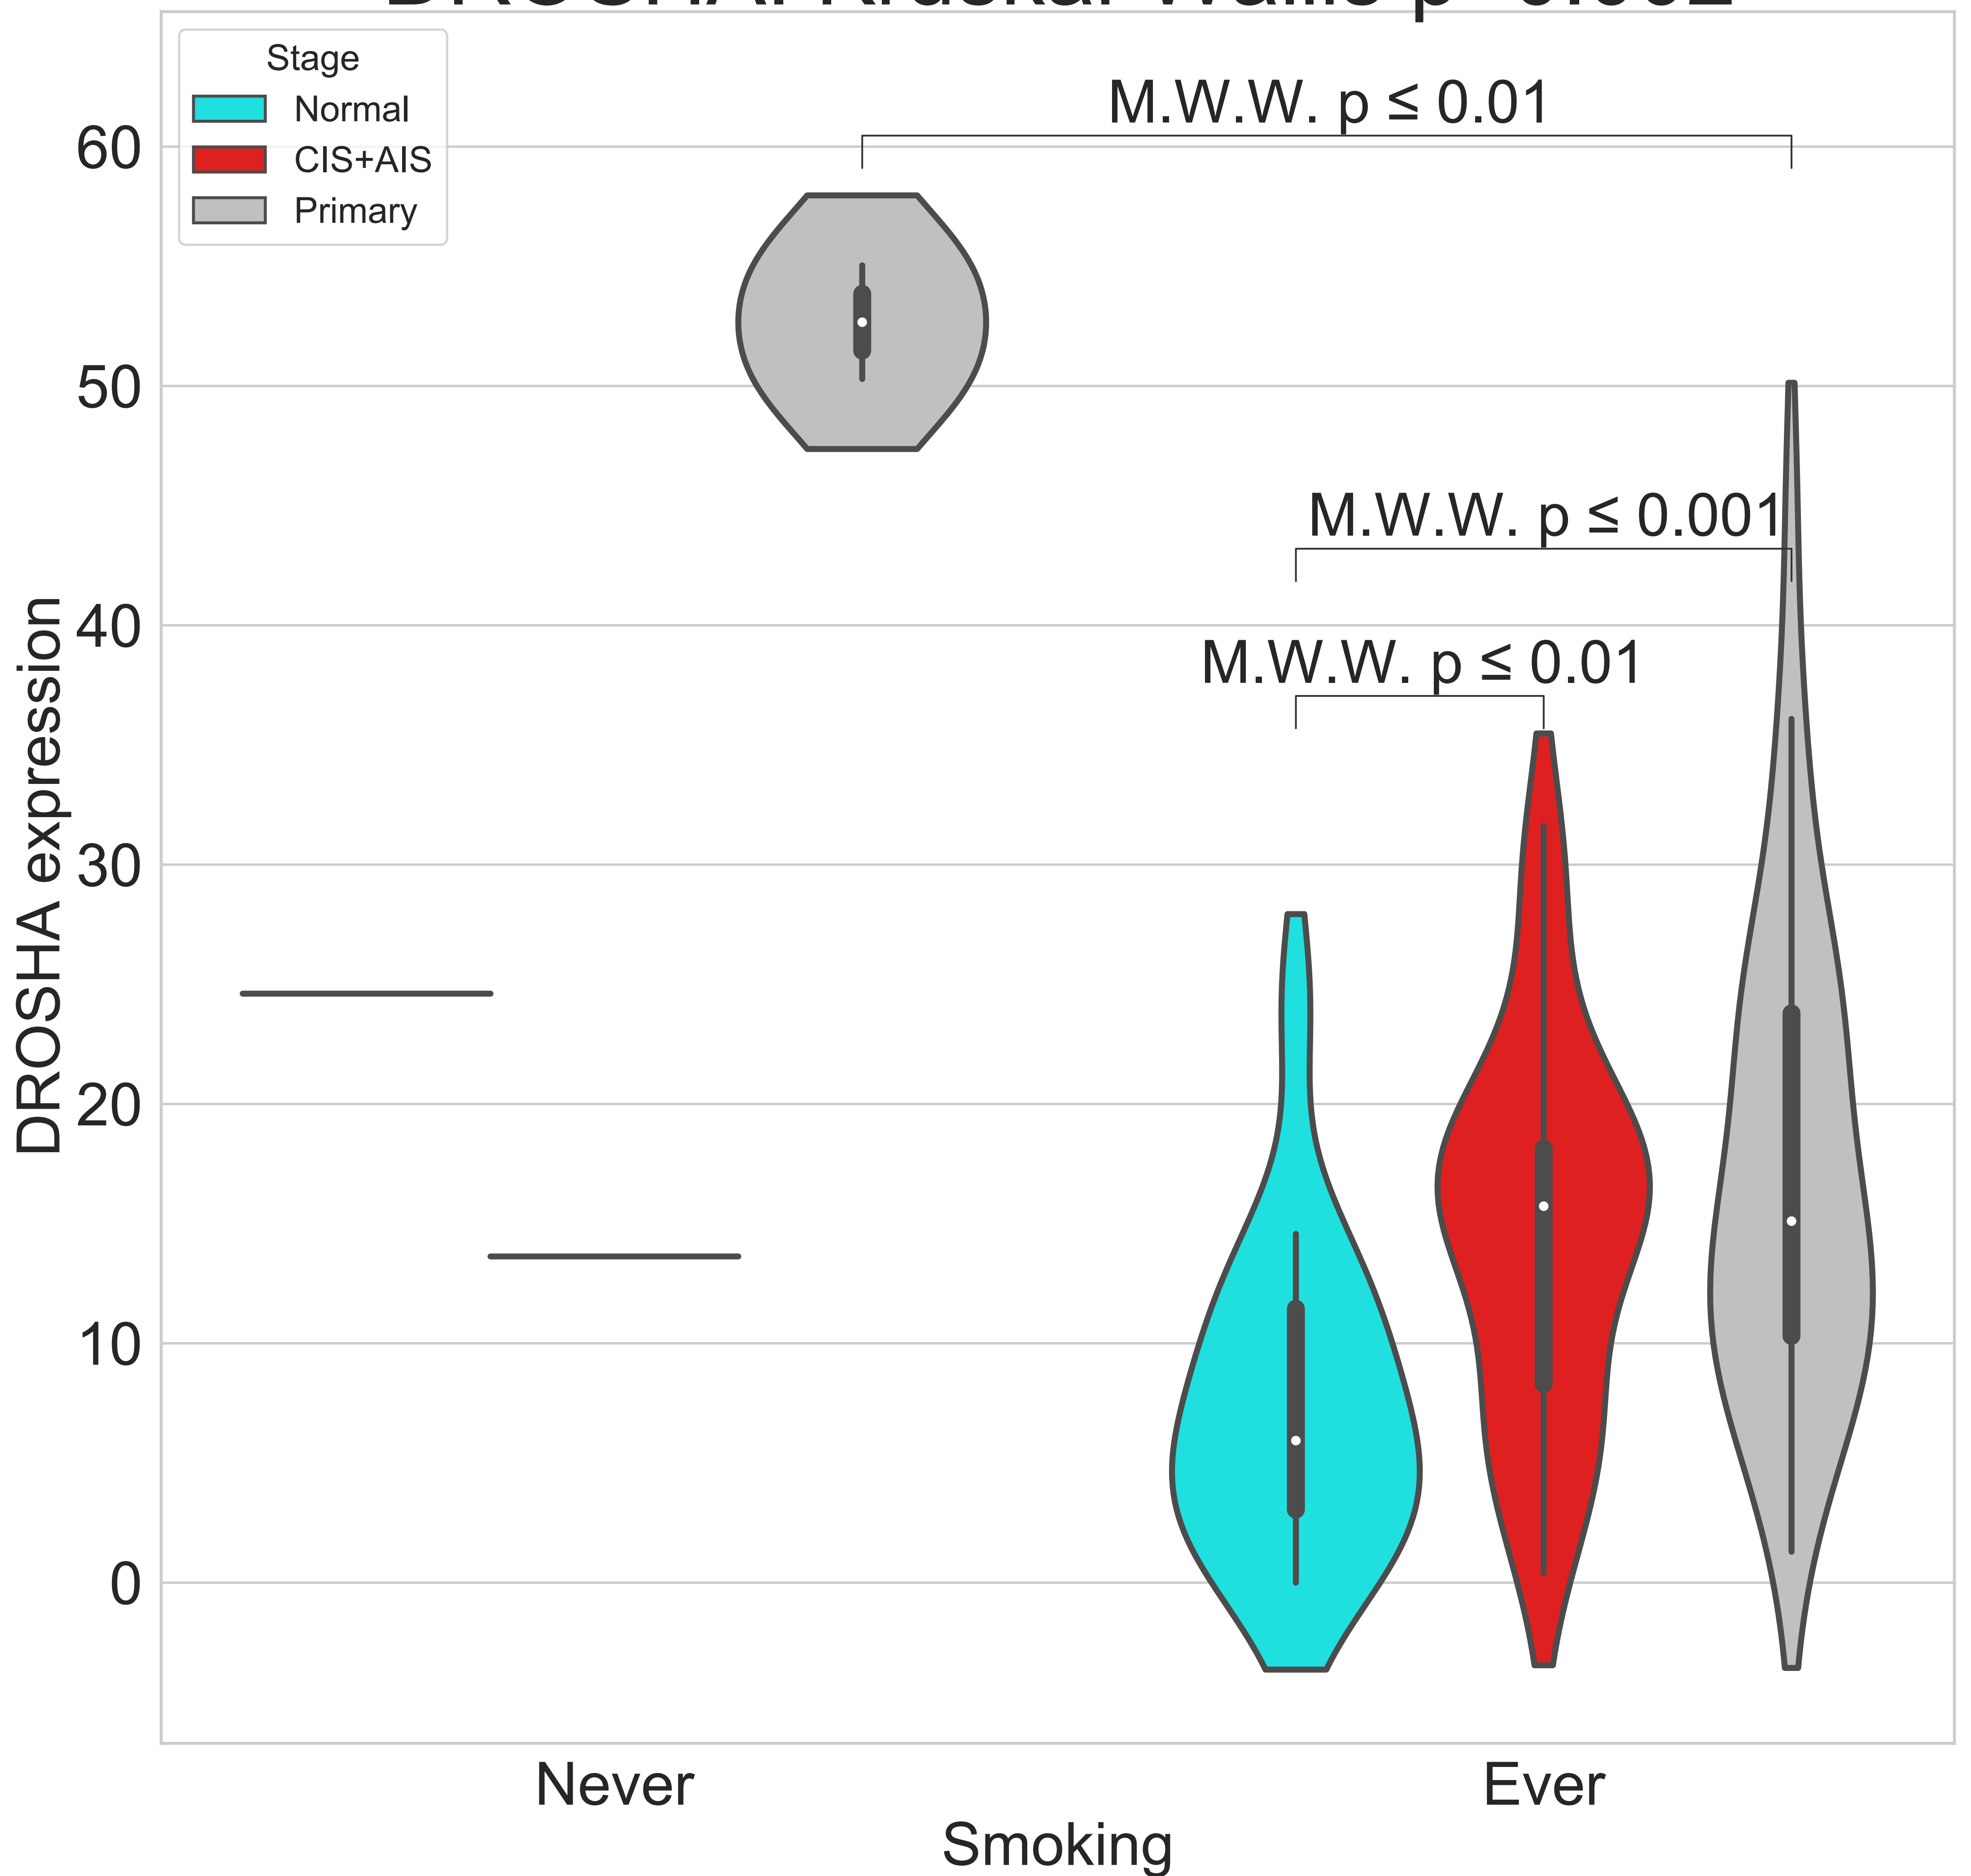 Stage
Normal
CIS+AIS
Primary
M.W.W. p ≤ 0.01
M.W.W. p ≤ 0.001
M.W.W. p ≤ 0.01
DROSHA expression
60
50
40
30
20
10
0
Never
Ever
Smoking